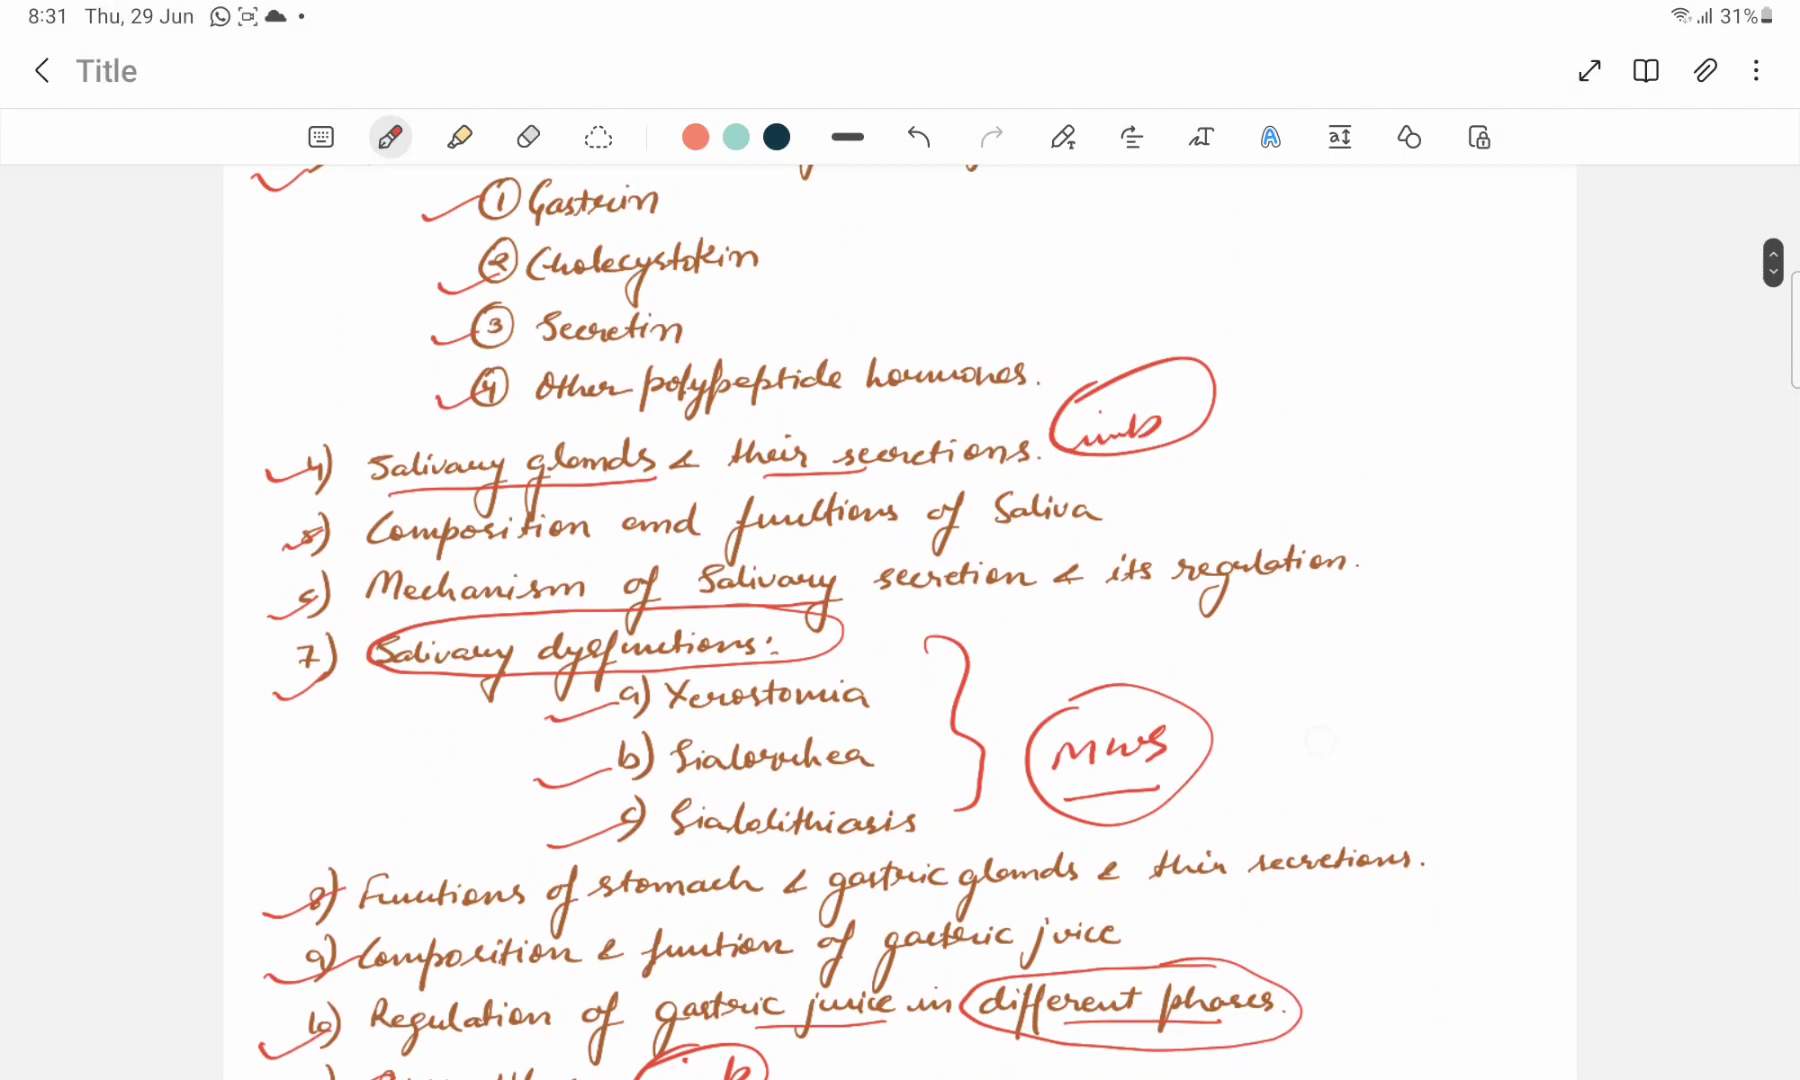 8:31 Thu, 29 Jun 31%
Title
① Gastrin
② Cholecystokin
③ Secretin
④ Other polypeptide hormones.
4) Salivary glands & their secretions.
5) Composition and functions of Saliva
6) Mechanism of Salivary secretion & its regulation.
7) Salivary dysfunctions:
a) Xerostomia
b) Sialorrhea
c) Sialolithiasis
MWS
8) Functions of stomach & gastric glands & their secretions.
9) Composition & funtion of gastric juice
10) Regulation of gastric juice in different phases.